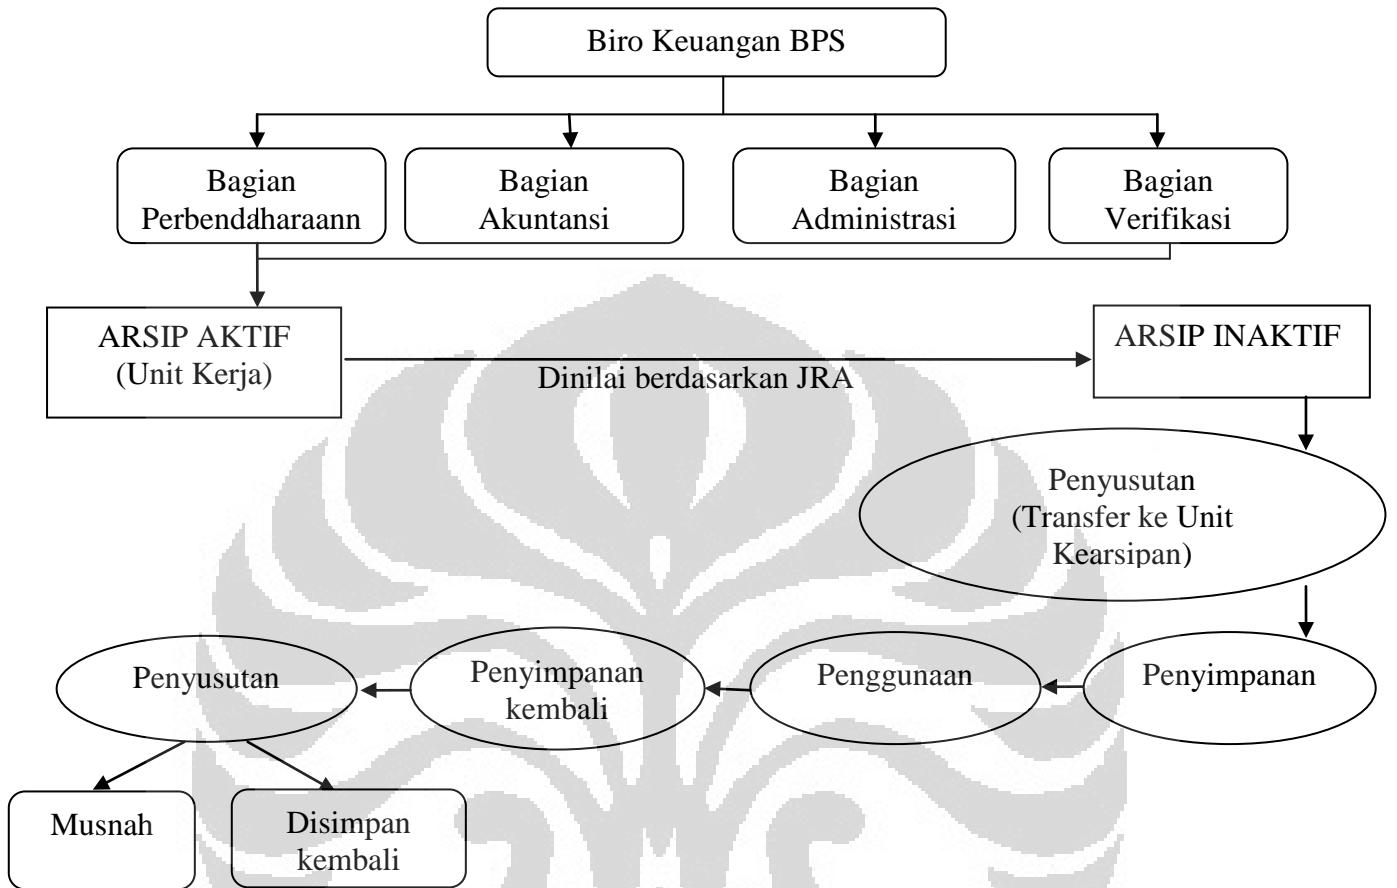 Biro Keuangan BPS
Bagian
Perbendaharaann
Bagian
Akuntansi
Bagian
Administrasi
Bagian
Verifikasi
ARSIP AKTIF
(Unit Kerja)
Dinilai berdasarkan JRA
ARSIP INAKTIF
Penyusutan
(Transfer ke Unit
Kearsipan)
Penyusutan
Penyimpanan
kembali
Penggunaan
Penyimpanan
Musnah
Disimpan
kembali